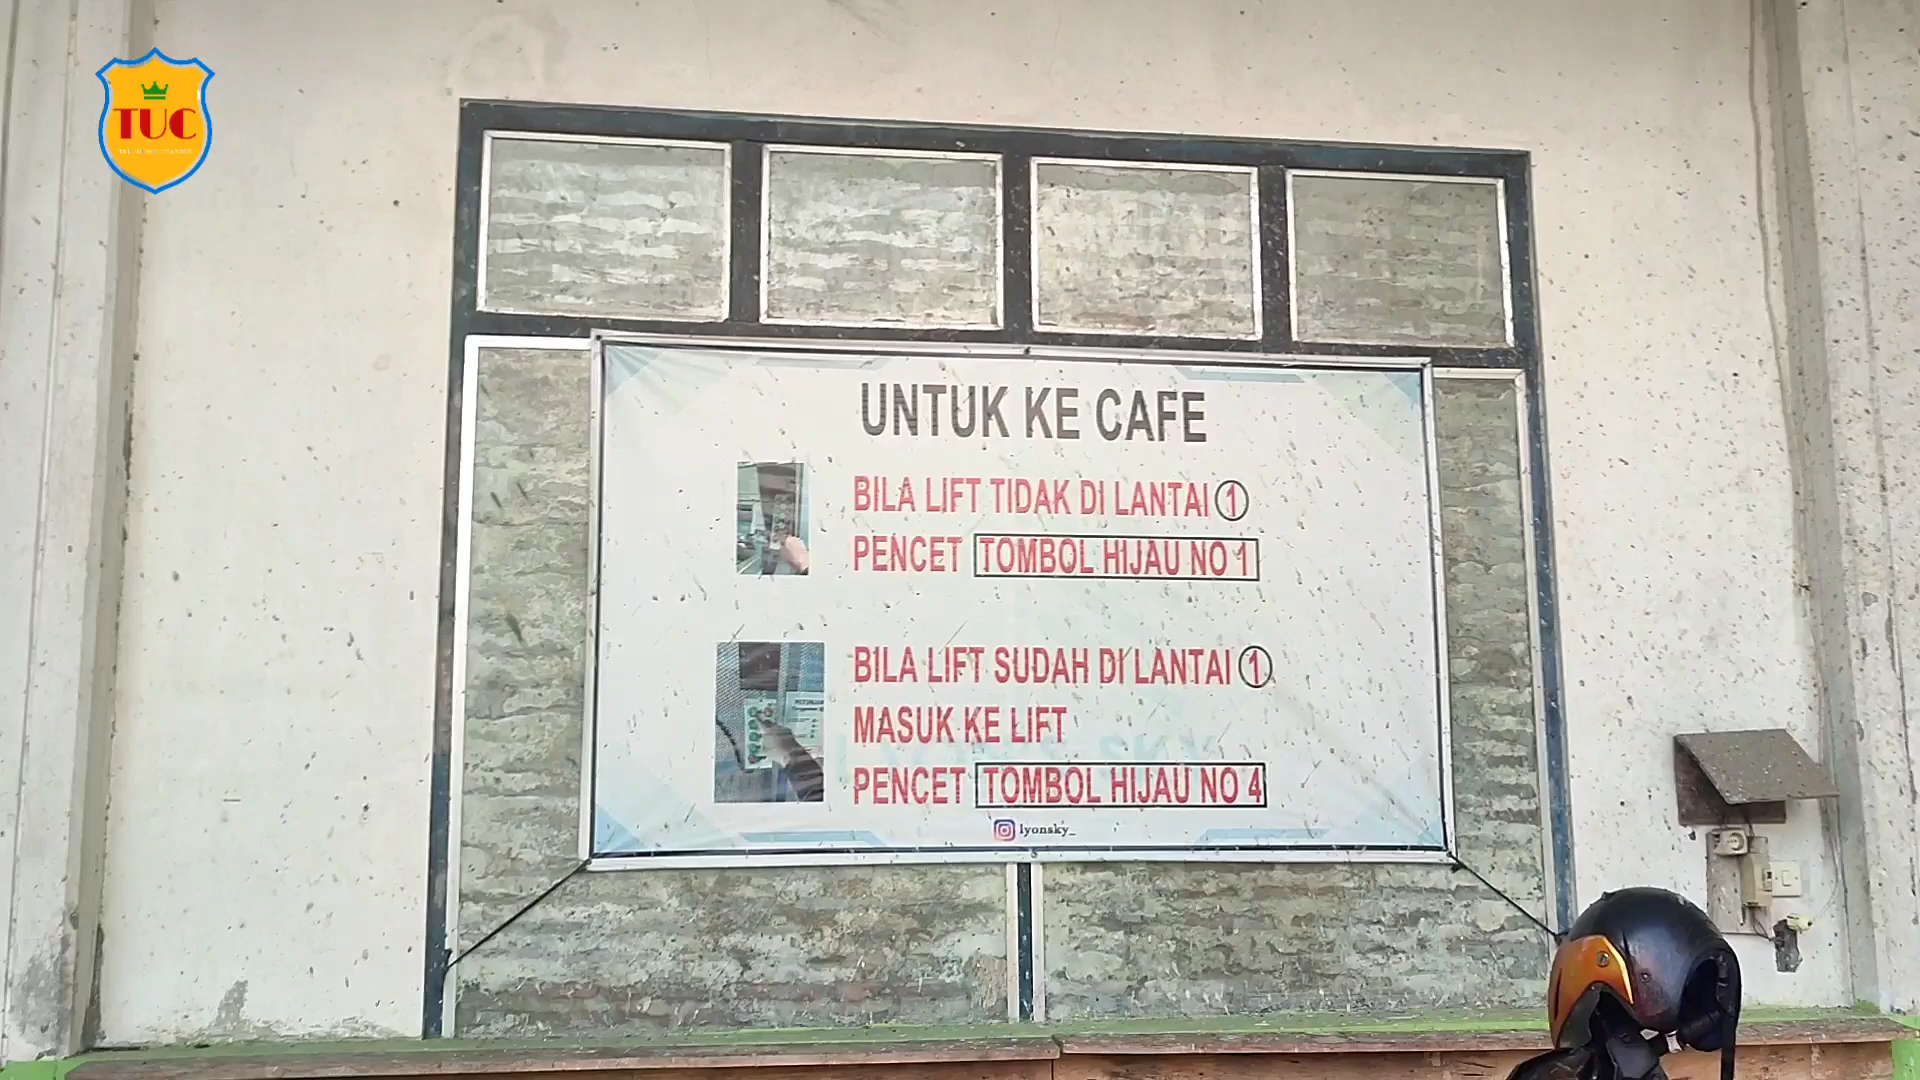 TUC
UNTUK KE CAFE
BILA LIFT TIDAK DI LANTAI 1
PENCET TOMBOL HIJAU NO 1
BILA LIFT SUDAH DI LANTAI 1
MASUK KE LIFT
PENCET TOMBOL HIJAU NO 4
lyonsky_